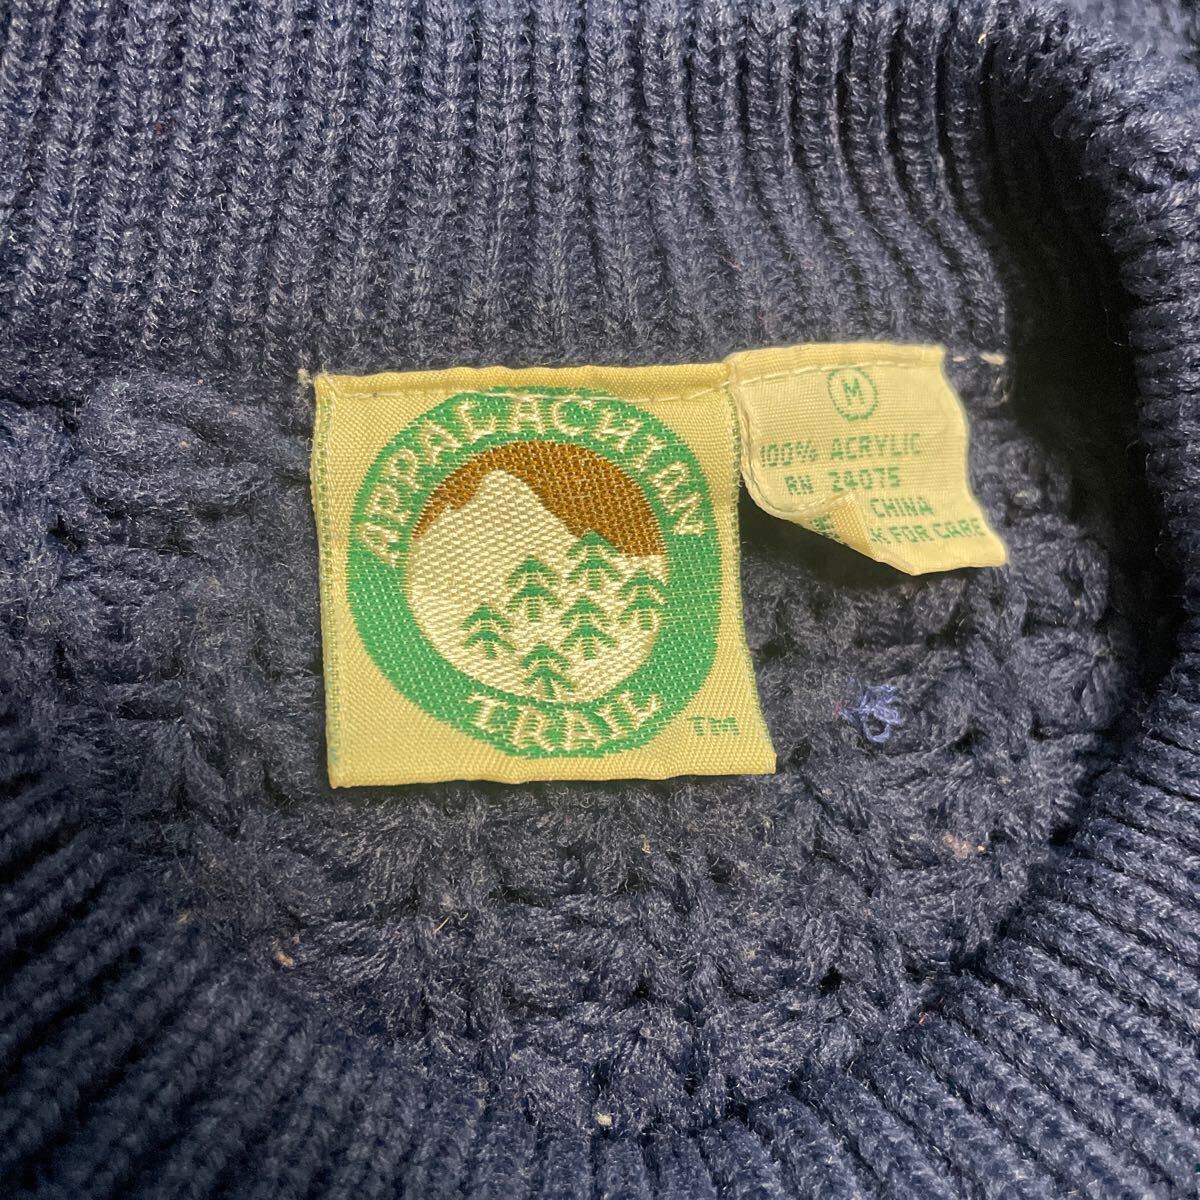 APPALACHIAN
TRAIL
TM
M
100% ACRYLIC
RN 24075
CHINA
FOR CARE